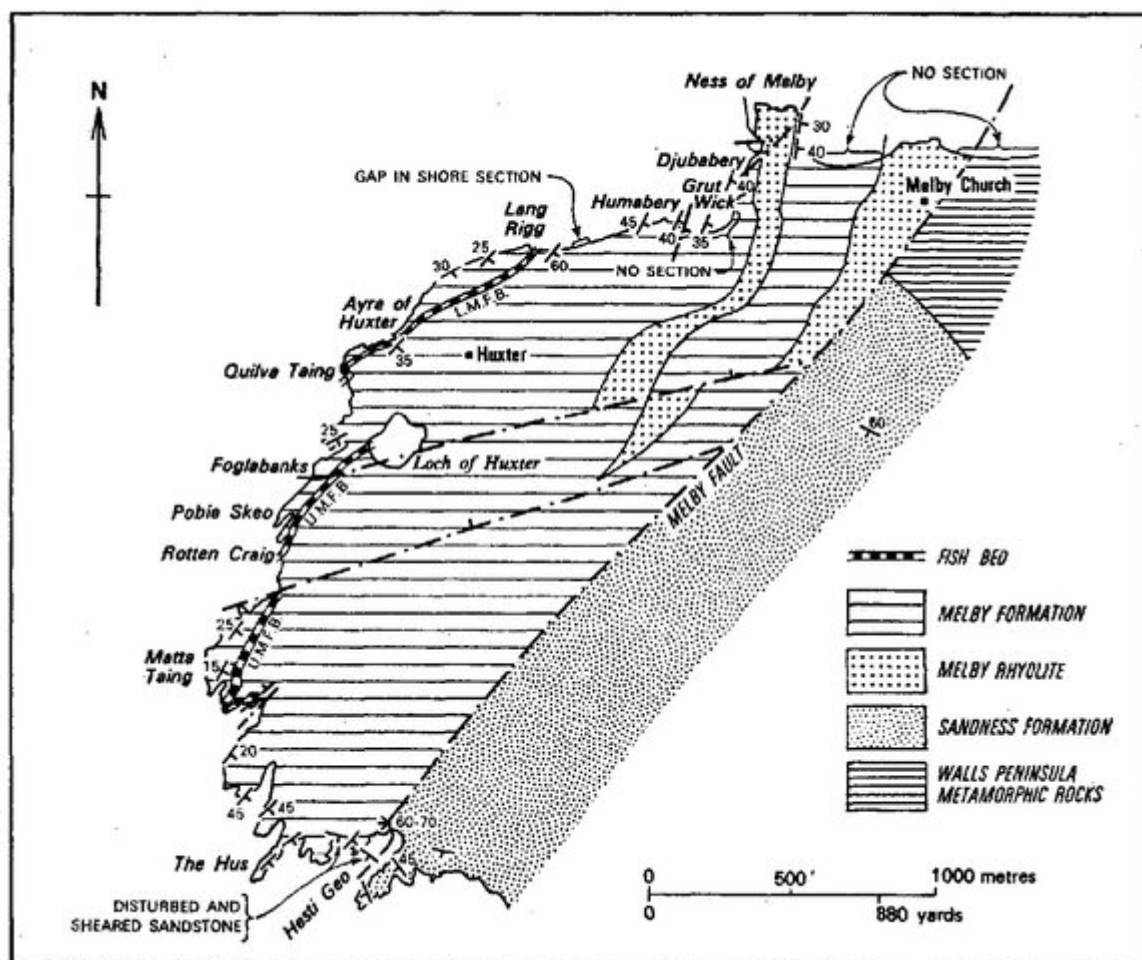 N
Ness of Melby
NO SECTION
30
40
Djubabery
GAP IN SHORE SECTION
Grut
Wick
40
Humabery
45
40
35
Melby Church
Lang
Rigg
25
30
60
NO SECTION
L.M.F.B.
Ayre of
Huxter
35
Huxter
Quilva Taing
25
60
Foglabanks
Loch of Huxter
U.M.F.B.
MELBY FAULT
Pobie Skeo
Rotten Craig
FISH BED
25
U.M.F.B.
MELBY FORMATION
Matta
Taing
15
MELBY RHYOLITE
20
SANDNESS FORMATION
45
45
WALLS PENINSULA
METAMORPHIC ROCKS
60-70
The Hus
45
Hesti Geo
DISTURBED AND
SHEARED SANDSTONE
0 500' 1000 metres
0 880 yards